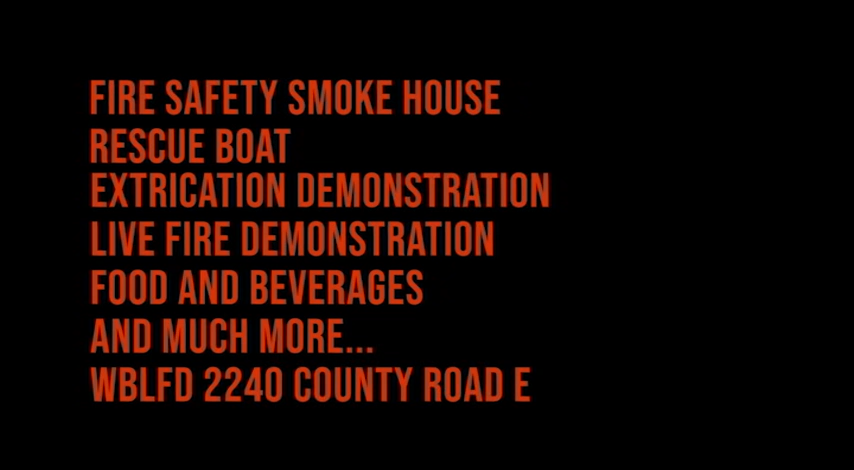 FIRE SAFETY SMOKE HOUSE
RESCUE BOAT
EXTRICATION DEMONSTRATION
LIVE FIRE DEMONSTRATION
FOOD AND BEVERAGES
AND MUCH MORE...
WBLFD 2240 COUNTY ROAD E